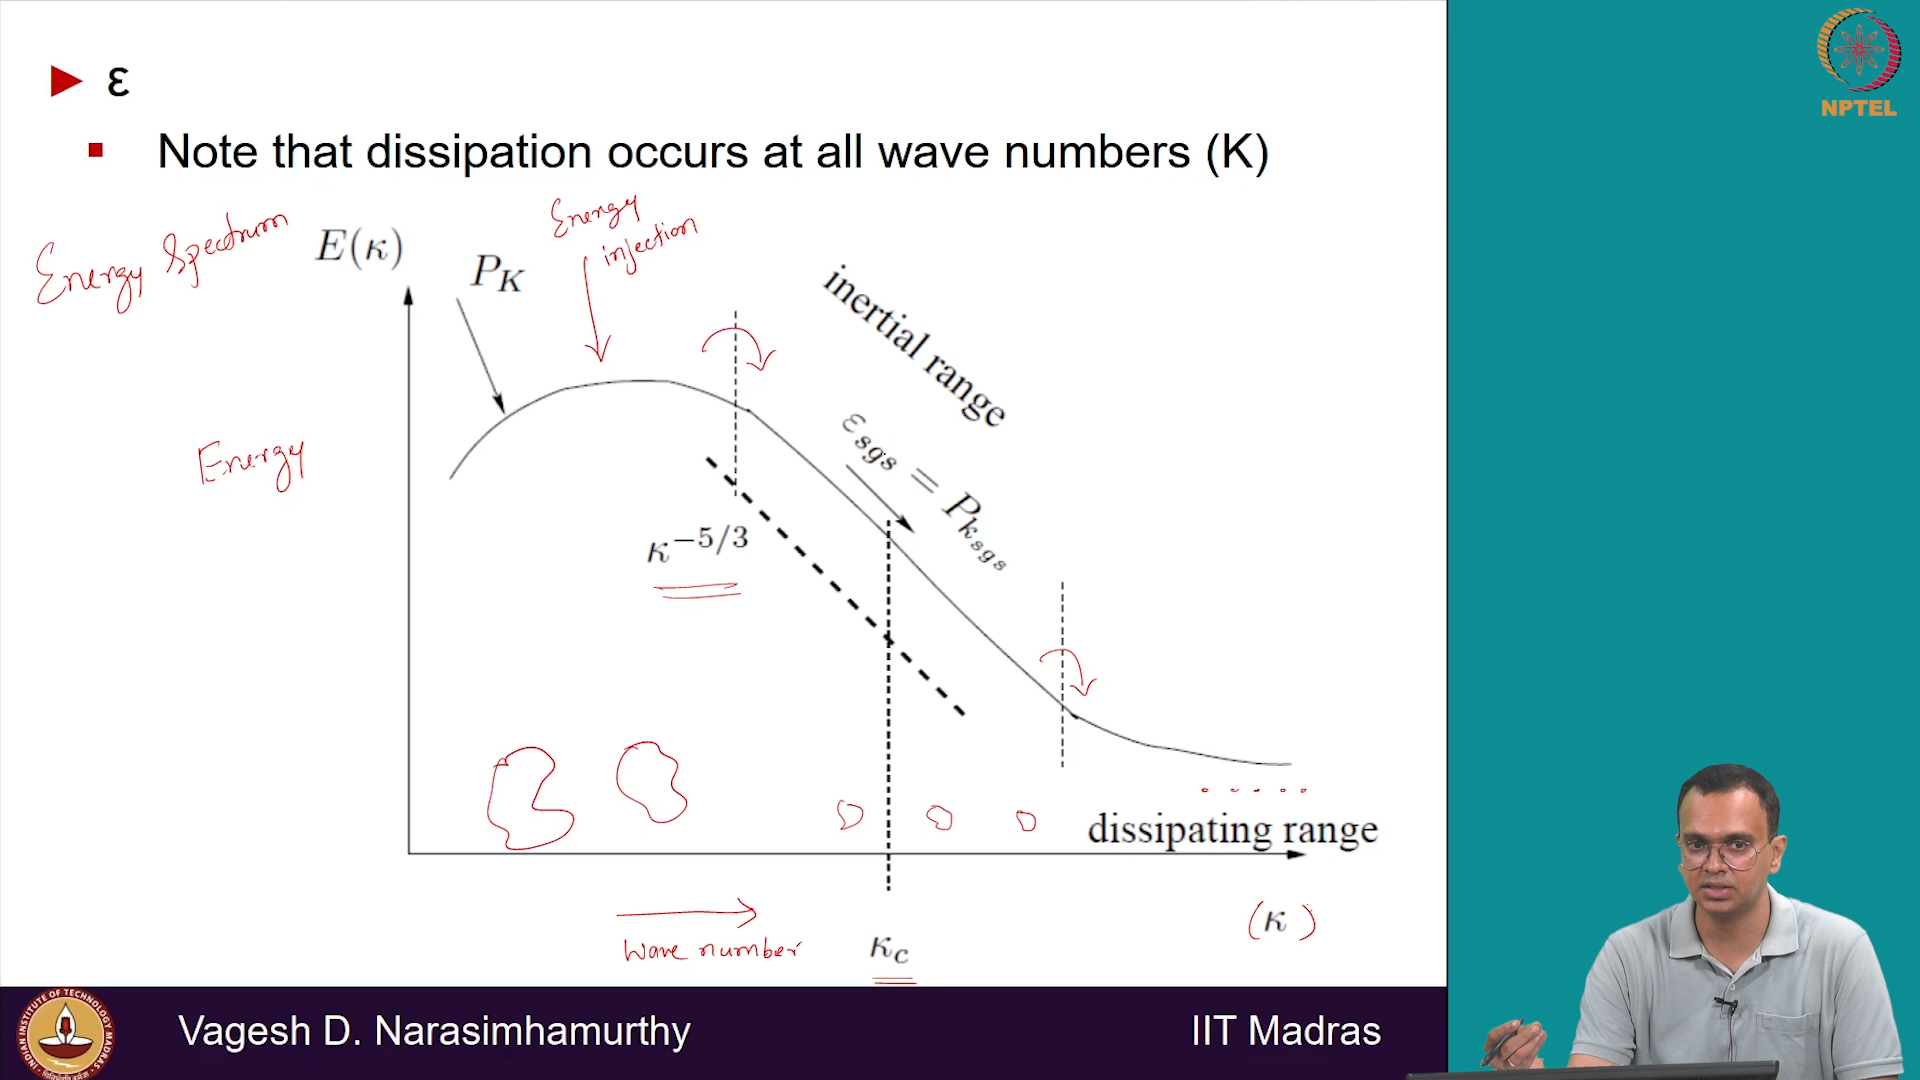 ε
Note that dissipation occurs at all wave numbers (K)
Energy Spectrum
E(κ)
P_K
Energy
injection
inertial range
ε_sgs = P_k_sgs
Energy
κ^−5/3
dissipating range
wave number
κ_c
(κ)
Vagesh D. Narasimhamurthy
IIT Madras
NPTEL